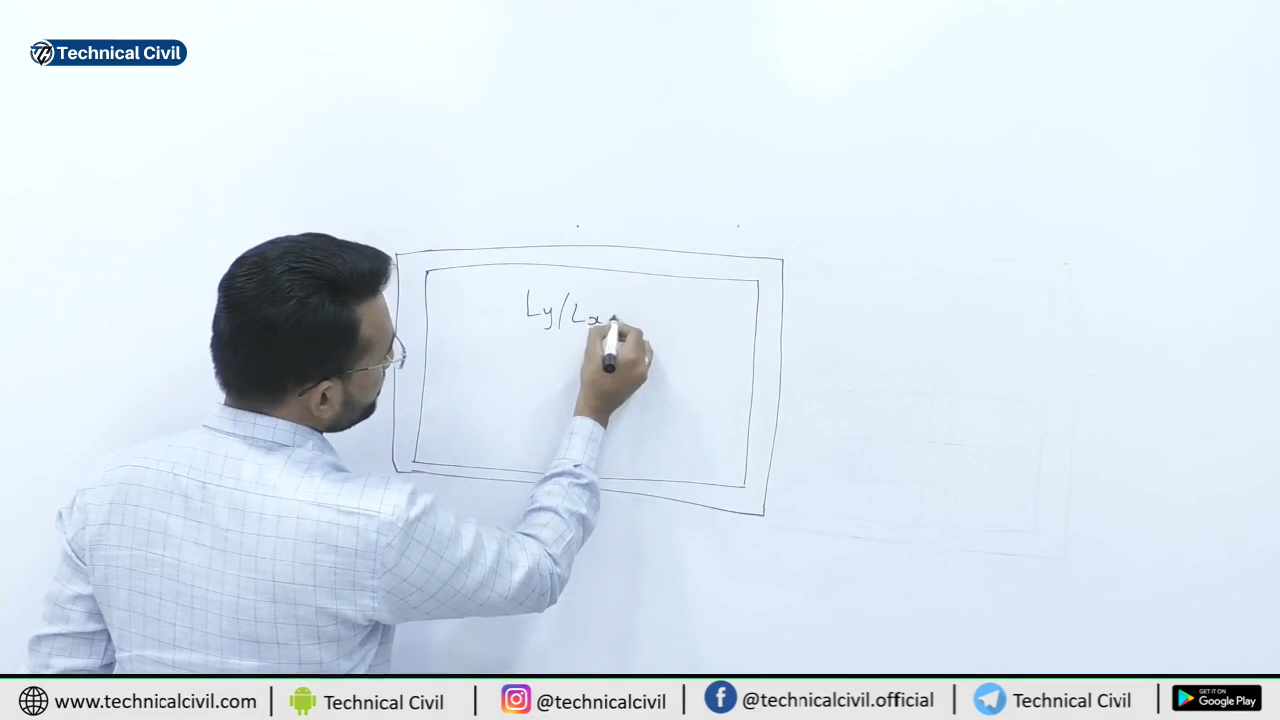 Technical Civil
Ly/Lx
www.technicalcivil.com | Technical Civil | @technicalcivil | @technicalcivil.official | Technical Civil | GET IT ON Google Play